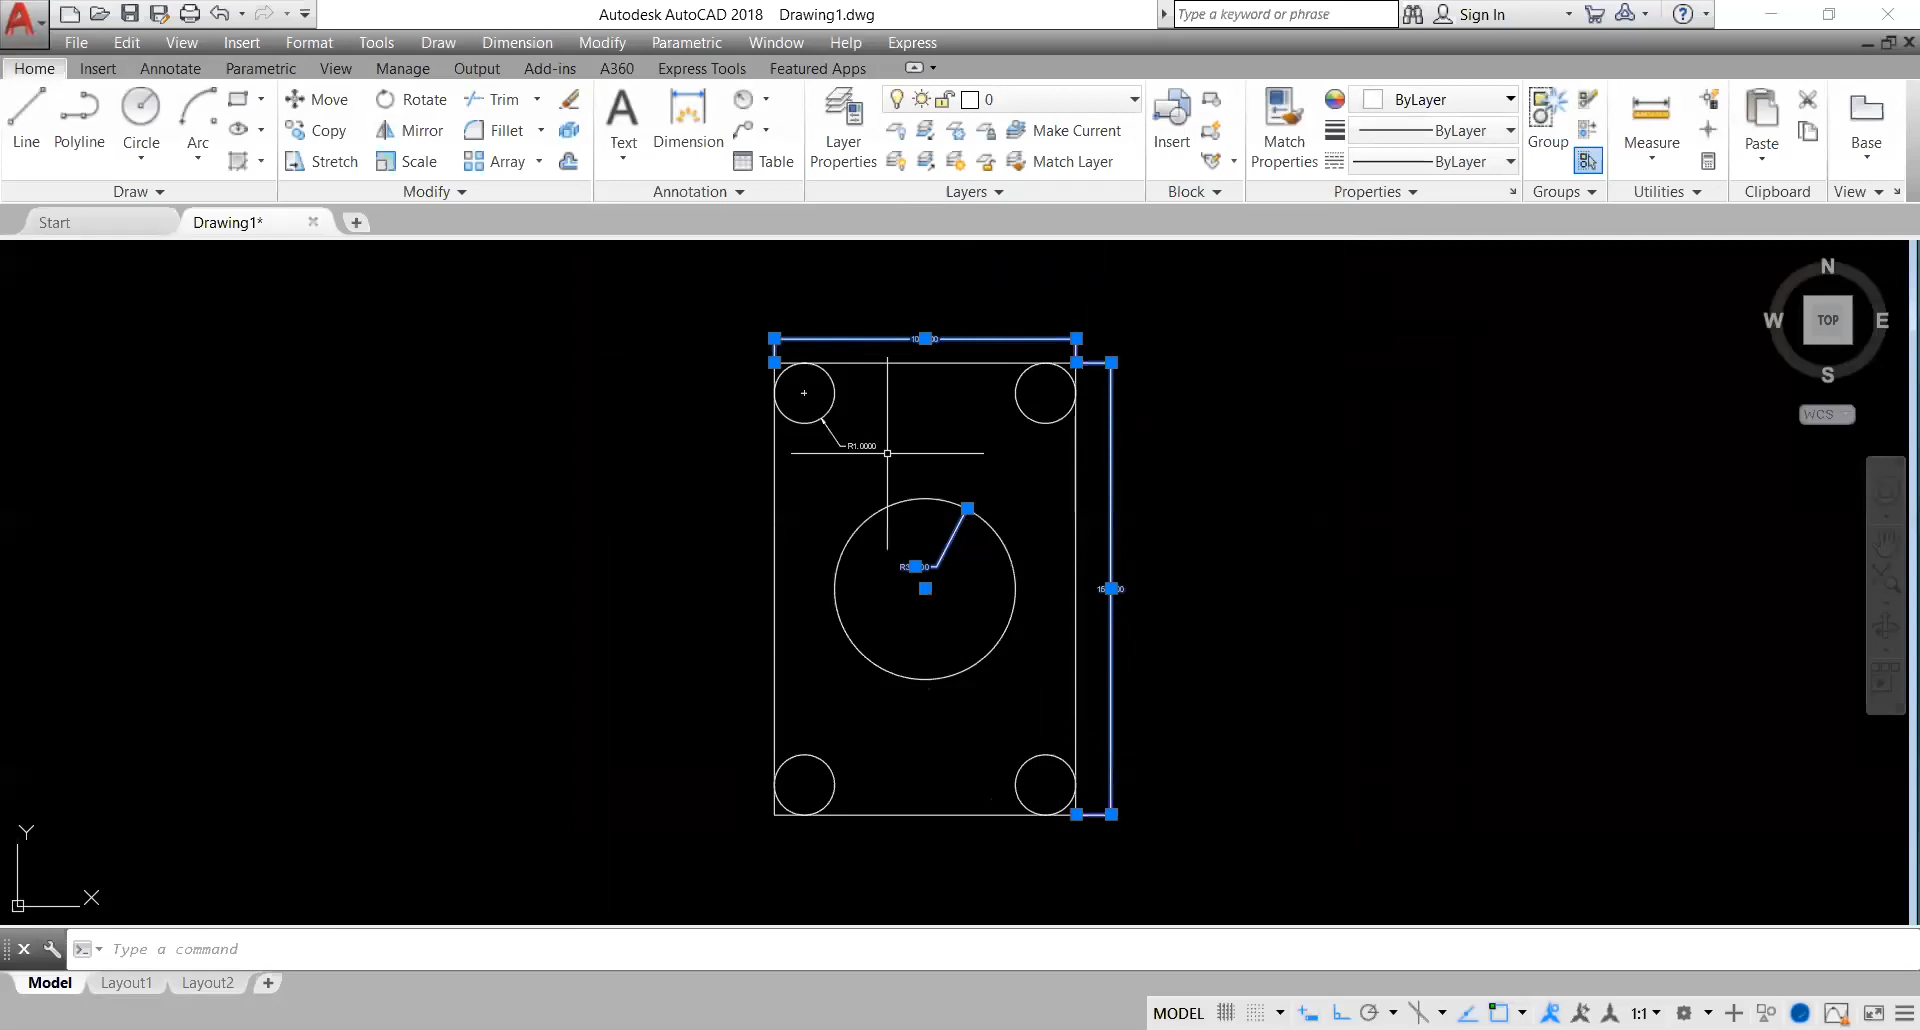 Autodesk AutoCAD 2018 Drawing1.dwg
Type a keyword or phrase
Sign In
File Edit View Insert Format Tools Draw Dimension Modify Parametric Window Help Express
Home Insert Annotate Parametric View Manage Output Add-ins A360 Express Tools Featured Apps
Line Polyline Circle Arc
Move Rotate Trim
Copy Mirror Fillet
Stretch Scale Array
Text Dimension Table
Layer Properties
0
Make Current
Match Layer
Insert
Match Properties
ByLayer
ByLayer
ByLayer
Group
Measure
Paste
Base
Draw Modify Annotation Layers Block Properties Groups Utilities Clipboard View
Start Drawing1*
N
W TOP E
S
WCS
R1.0000
Y
X
Type a command
Model Layout1 Layout2
MODEL 1:1